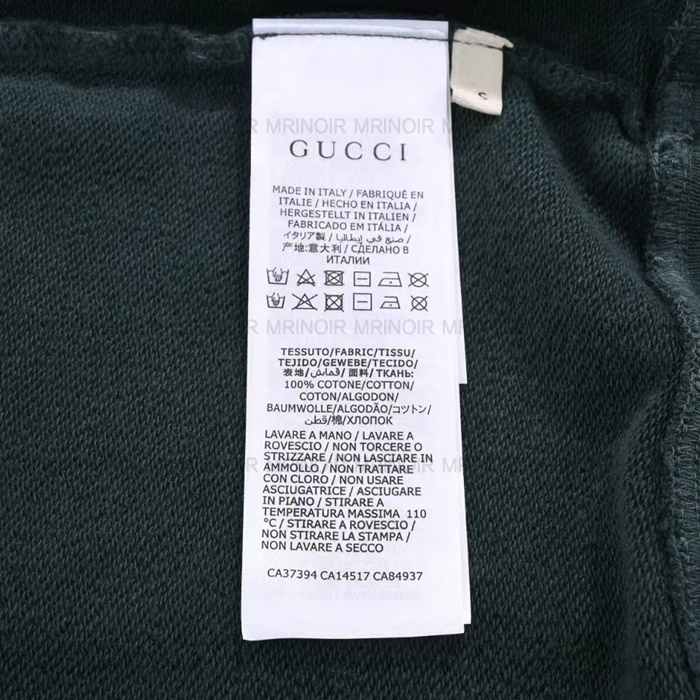 MRINOIR MRINOIR
GUCCI
S
MADE IN ITALY / FABRIQUÉ EN
ITALIE / HECHO EN ITALIA /
HERGESTELLT IN ITALIEN /
FABRICADO EM ITÁLIA /
イタリア製 / صنع في إيطاليا /
产地:意大利 / СДЕЛАНО В
ИТАЛИИ
MRINOIR MRINOIR
TESSUTO/FABRIC/TISSU/
TEJIDO/GEWEBE/TECIDO/
表地/قماش/ 面料/ ТКАНЬ:
100% COTONE/COTTON/
COTON/ALGODON/
BAUMWOLLE/ALGODÃO/コットン/
قطن/棉/ХЛОПОК
LAVARE A MANO / LAVARE A
ROVESCIO / NON TORCERE O
STRIZZARE / NON LASCIARE IN
AMMOLLO / NON TRATTARE
CON CLORO / NON USARE
ASCIUGATRICE / ASCIUGARE
IN PIANO / STIRARE A
TEMPERATURA MASSIMA 110
°C / STIRARE A ROVESCIO /
NON STIRARE LA STAMPA /
NON LAVARE A SECCO
CA37394 CA14517 CA84937